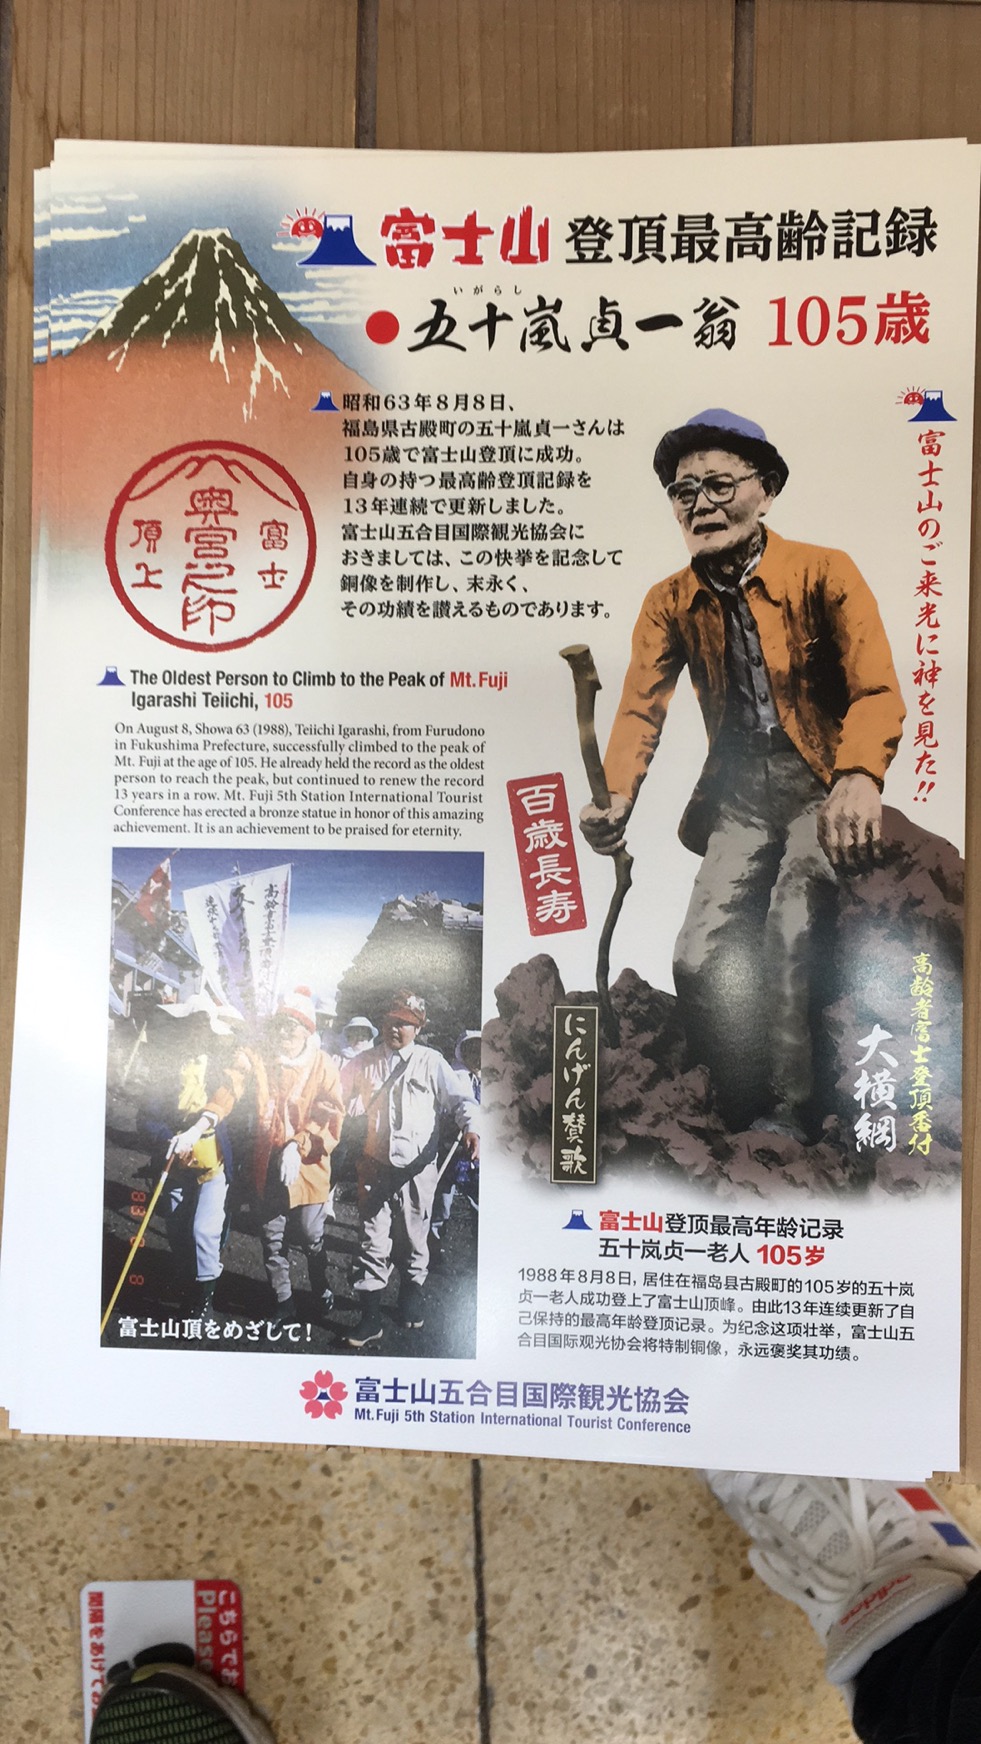 富士山 登頂最高齢記録
いがらし
五十嵐貞一翁 105歳
昭和63年8月8日、
福島県古殿町の五十嵐貞一さんは
105歳で富士山登頂に成功。
自身の持つ最高齢登頂記録を
13年連続で更新しました。
富士山五合目国際観光協会に
おきましては、この快挙を記念して
銅像を制作し、末永く、
その功績を讃えるものであります。
富士山のご来光に神を見た!!
富士
奥宮之印
頂上
The Oldest Person to Climb to the Peak of Mt.Fuji
Igarashi Teiichi, 105
On August 8, Showa 63 (1988), Teiichi Igarashi, from Furudono
in Fukushima Prefecture, successfully climbed to the peak of
Mt. Fuji at the age of 105. He already held the record as the oldest
person to reach the peak, but continued to renew the record
13 years in a row. Mt. Fuji 5th Station International Tourist
Conference has erected a bronze statue in honor of this amazing
achievement. It is an achievement to be praised for eternity.
百歳長寿
にんげん賛歌
高齢者富士登頂番付
大横綱
富士山頂をめざして!
富士山登顶最高年龄记录
五十岚贞一老人 105岁
1988年8月8日, 居住在福岛县古殿町的105岁的五十岚
贞一老人成功登上了富士山顶峰。由此13年连续更新了自
己保持的最高年龄登顶记录。为纪念这项壮举，富士山五
合目国际观光协会将特制铜像，永远褒奖其功绩。
富士山五合目国際観光協会
Mt.Fuji 5th Station International Tourist Conference
adidas
こちらでお
Please
間隔をあけてお